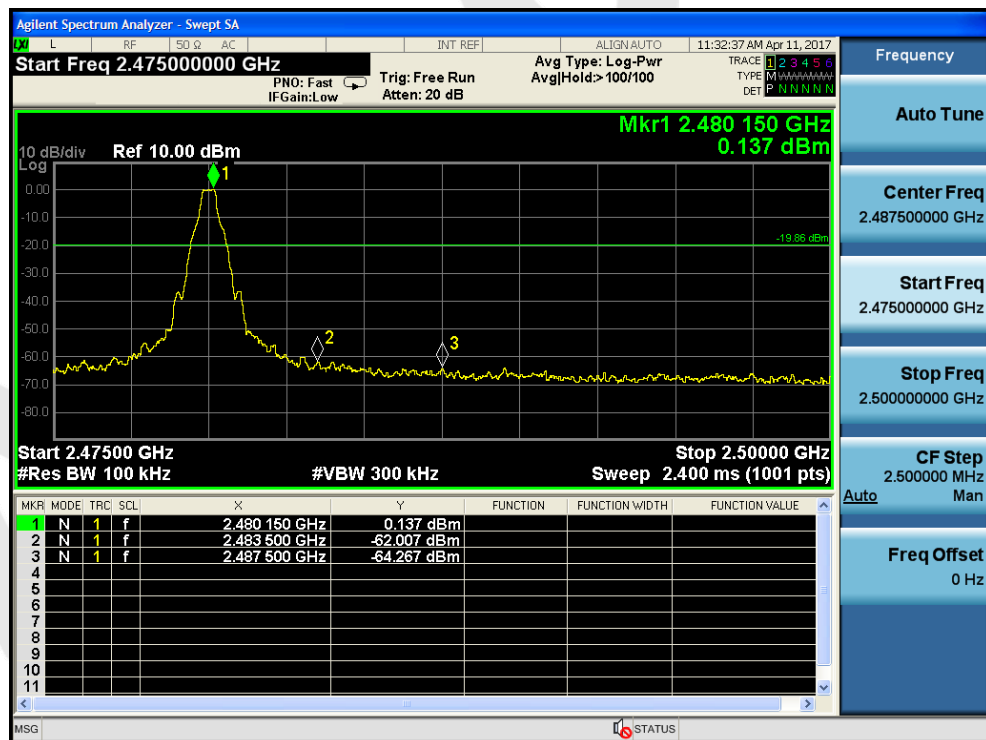 Agilent Spectrum Analyzer - Swept SA
LXI L RF 50 Ω AC INT REF ALIGN AUTO 11:32:37 AM Apr 11, 2017
Start Freq 2.475000000 GHz
PNO: Fast
IFGain:Low
Trig: Free Run
Atten: 20 dB
Avg Type: Log-Pwr
Avg|Hold:>100/100
TRACE 1 2 3 4 5 6
TYPE M
DET P N N N N N
Mkr1 2.480 150 GHz
0.137 dBm
10 dB/div Ref 10.00 dBm
Log
1
0.00
-10.0
-20.0
-19.86 dBm
-30.0
-40.0
-50.0
2
3
-60.0
-70.0
-80.0
Start 2.47500 GHz Stop 2.50000 GHz
#Res BW 100 kHz #VBW 300 kHz Sweep 2.400 ms (1001 pts)
MKR MODE TRC SCL X Y FUNCTION FUNCTION WIDTH FUNCTION VALUE
1 N 1 f 2.480 150 GHz 0.137 dBm
2 N 1 f 2.483 500 GHz -62.007 dBm
3 N 1 f 2.487 500 GHz -64.267 dBm
4
5
6
7
8
9
10
11
MSG STATUS
Frequency
Auto Tune
Center Freq
2.487500000 GHz
Start Freq
2.475000000 GHz
Stop Freq
2.500000000 GHz
CF Step
2.500000 MHz
Auto Man
Freq Offset
0 Hz